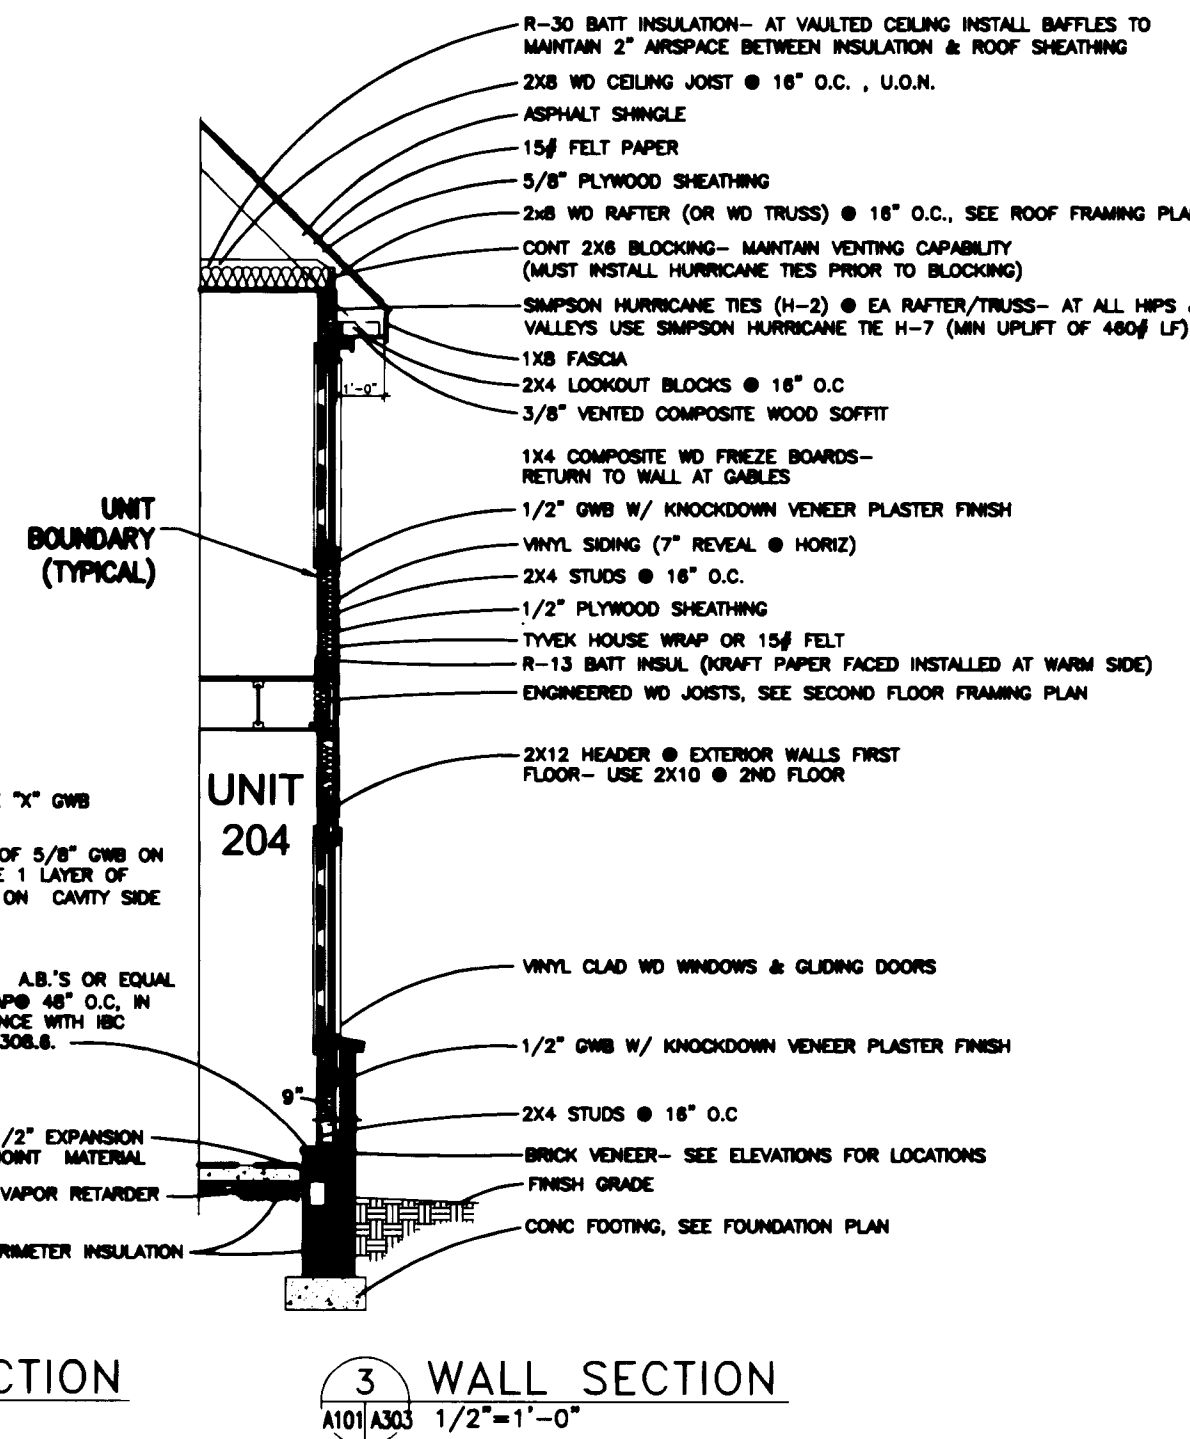 R-30 BATT INSULATION- AT VAULTED CEILING INSTALL BAFFLES TO
MAINTAIN 2" AIRSPACE BETWEEN INSULATION & ROOF SHEATHING
2X8 WD CEILING JOIST @ 16" O.C. , U.O.N.
ASPHALT SHINGLE
15# FELT PAPER
5/8" PLYWOOD SHEATHING
2x8 WD RAFTER (OR WD TRUSS) @ 16" O.C., SEE ROOF FRAMING PLA
CONT 2X6 BLOCKING- MAINTAIN VENTING CAPABILITY
(MUST INSTALL HURRICANE TIES PRIOR TO BLOCKING)
SIMPSON HURRICANE TIES (H-2) @ EA RAFTER/TRUSS- AT ALL HIPS &
VALLEYS USE SIMPSON HURRICANE TIE H-7 (MIN UPLIFT OF 460# LF)
1X8 FASCIA
2X4 LOOKOUT BLOCKS @ 16" O.C
1'-0"
3/8" VENTED COMPOSITE WOOD SOFFIT
1X4 COMPOSITE WD FRIEZE BOARDS-
RETURN TO WALL AT GABLES
UNIT
BOUNDARY
(TYPICAL)
1/2" GWB W/ KNOCKDOWN VENEER PLASTER FINISH
VINYL SIDING (7" REVEAL @ HORIZ)
2X4 STUDS @ 16" O.C.
1/2" PLYWOOD SHEATHING
TYVEK HOUSE WRAP OR 15# FELT
R-13 BATT INSUL (KRAFT PAPER FACED INSTALLED AT WARM SIDE)
ENGINEERED WD JOISTS, SEE SECOND FLOOR FRAMING PLAN
2X12 HEADER @ EXTERIOR WALLS FIRST
FLOOR- USE 2X10 @ 2ND FLOOR
UNIT
204
"X" GWB
OF 5/8" GWB ON
E 1 LAYER OF
ON CAVITY SIDE
VINYL CLAD WD WINDOWS & GLIDING DOORS
A.B.'S OR EQUAL
AP@ 48" O.C, IN
NCE WITH IBC
308.6.
1/2" GWB W/ KNOCKDOWN VENEER PLASTER FINISH
9"
2X4 STUDS @ 16" O.C
/2" EXPANSION
OINT MATERIAL
BRICK VENEER- SEE ELEVATIONS FOR LOCATIONS
VAPOR RETARDER
FINISH GRADE
RIMETER INSULATION
CONC FOOTING, SEE FOUNDATION PLAN
CTION
3 WALL SECTION
A101 A303 1/2"=1'-0"